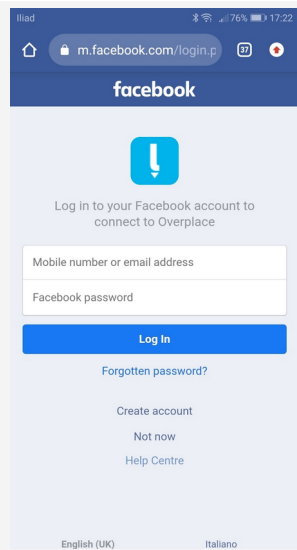 Iliad 76% 17:22
m.facebook.com/login.p 37
facebook
Log in to your Facebook account to
connect to Overplace
Mobile number or email address
Facebook password
Log In
Forgotten password?
Create account
Not now
Help Centre
English (UK) Italiano